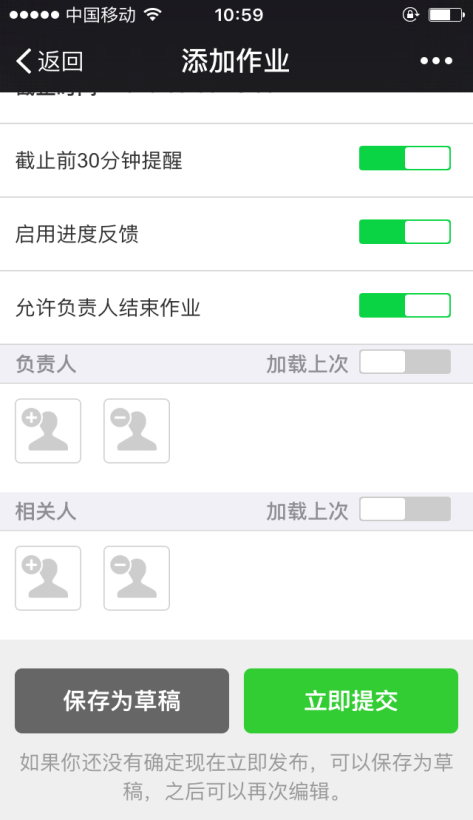 中国移动 10:59
返回 添加作业
截止前30分钟提醒
启用进度反馈
允许负责人结束作业
负责人 加载上次
相关人 加载上次
保存为草稿 立即提交
如果你还没有确定现在立即发布，可以保存为草
稿，之后可以再次编辑。